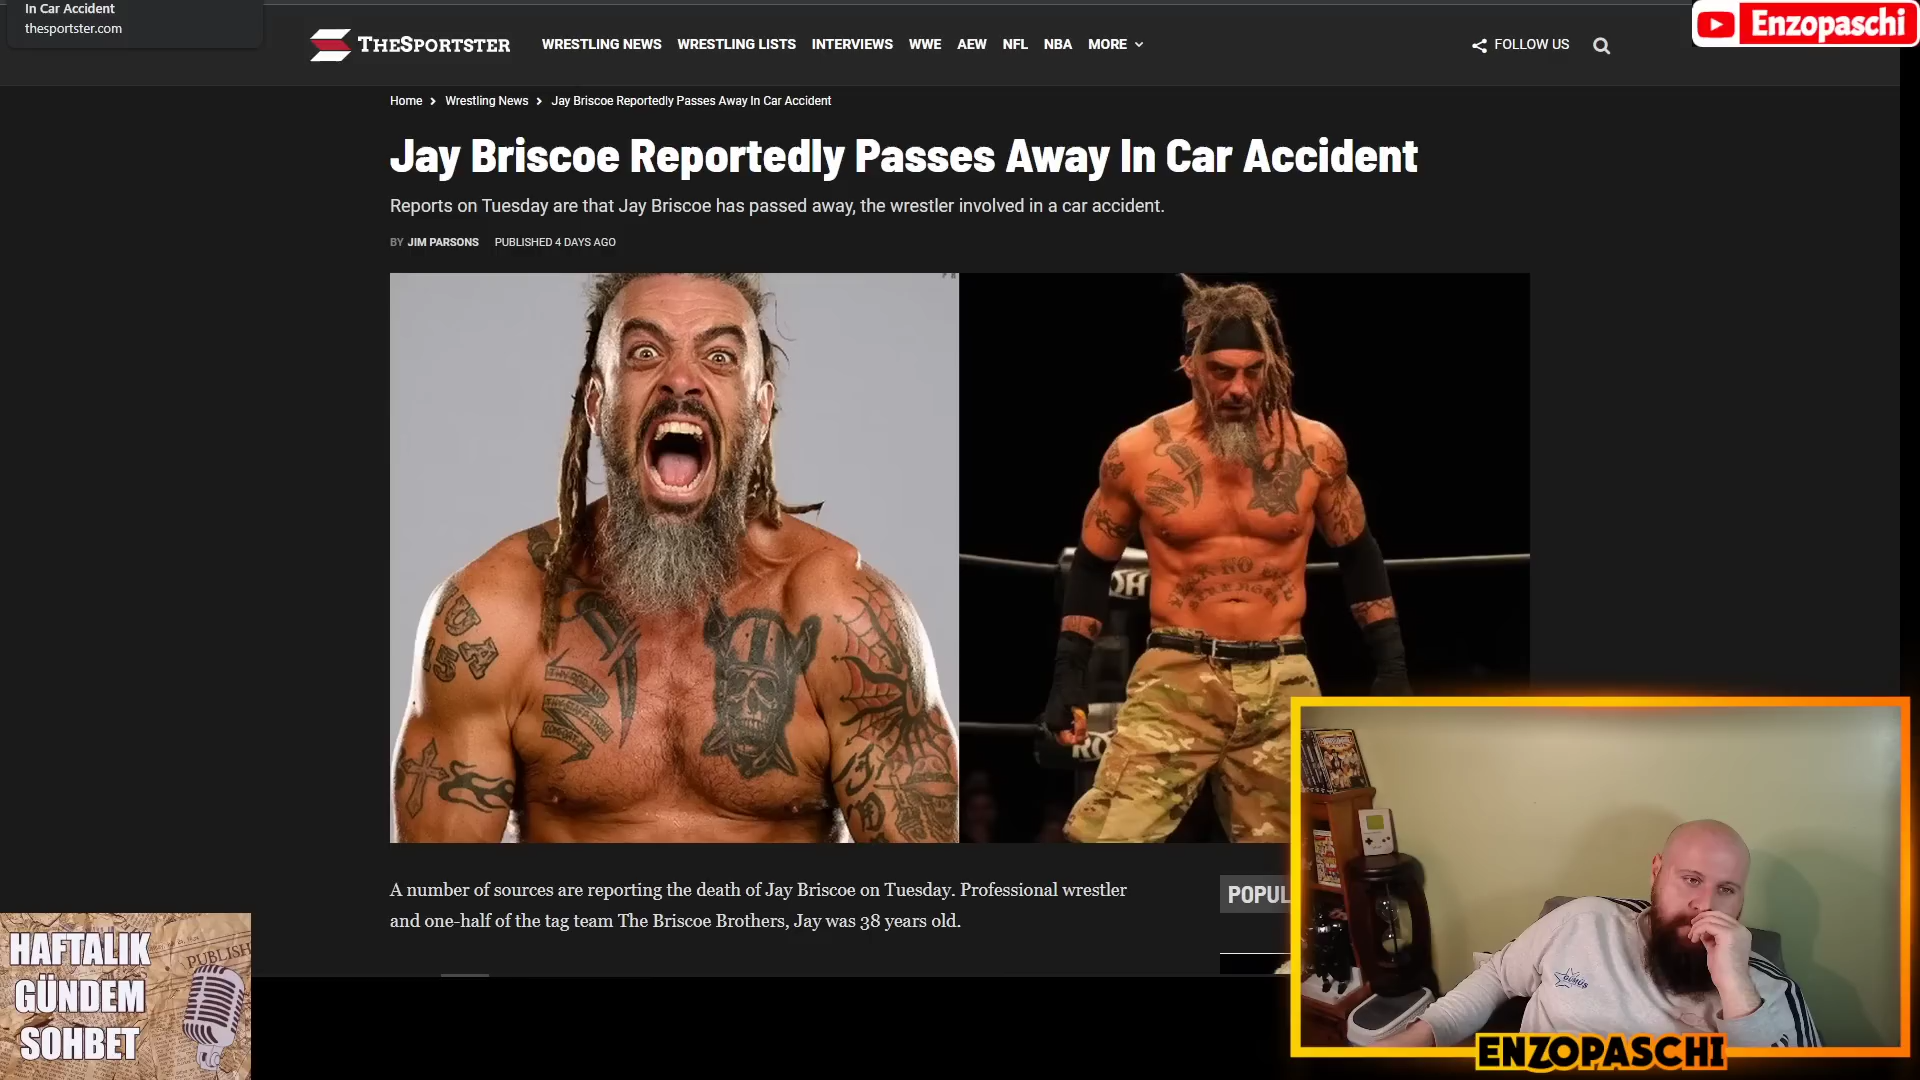 In Car Accident
thesportster.com
Enzopaschi
THESPORTSTER
WRESTLING NEWS WRESTLING LISTS INTERVIEWS WWE AEW NFL NBA MORE
FOLLOW US
Home > Wrestling News > Jay Briscoe Reportedly Passes Away In Car Accident
Jay Briscoe Reportedly Passes Away In Car Accident
Reports on Tuesday are that Jay Briscoe has passed away, the wrestler involved in a car accident.
BY JIM PARSONS PUBLISHED 4 DAYS AGO
A number of sources are reporting the death of Jay Briscoe on Tuesday. Professional wrestler
and one-half of the tag team The Briscoe Brothers, Jay was 38 years old.
POPUL
HAFTALIK
GÜNDEM
SOHBET
PUBLISH
ENZOPASCHI